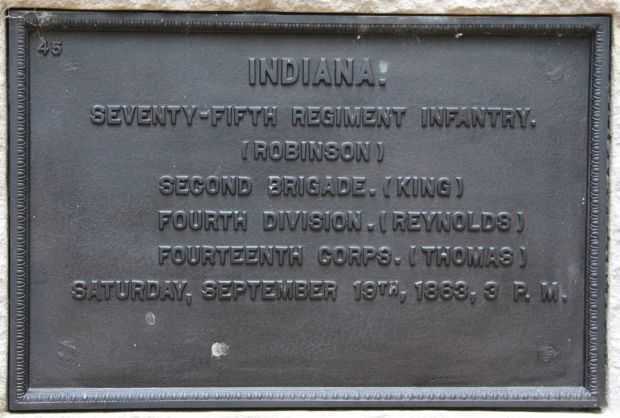 45
INDIANA.
SEVENTY-FIFTH REGIMENT INFANTRY.
(ROBINSON)
SECOND BRIGADE. (KING)
FOURTH DIVISION. (REYNOLDS)
FOURTEENTH CORPS. (THOMAS)
SATURDAY, SEPTEMBER 19TH, 1863, 3 P. M.